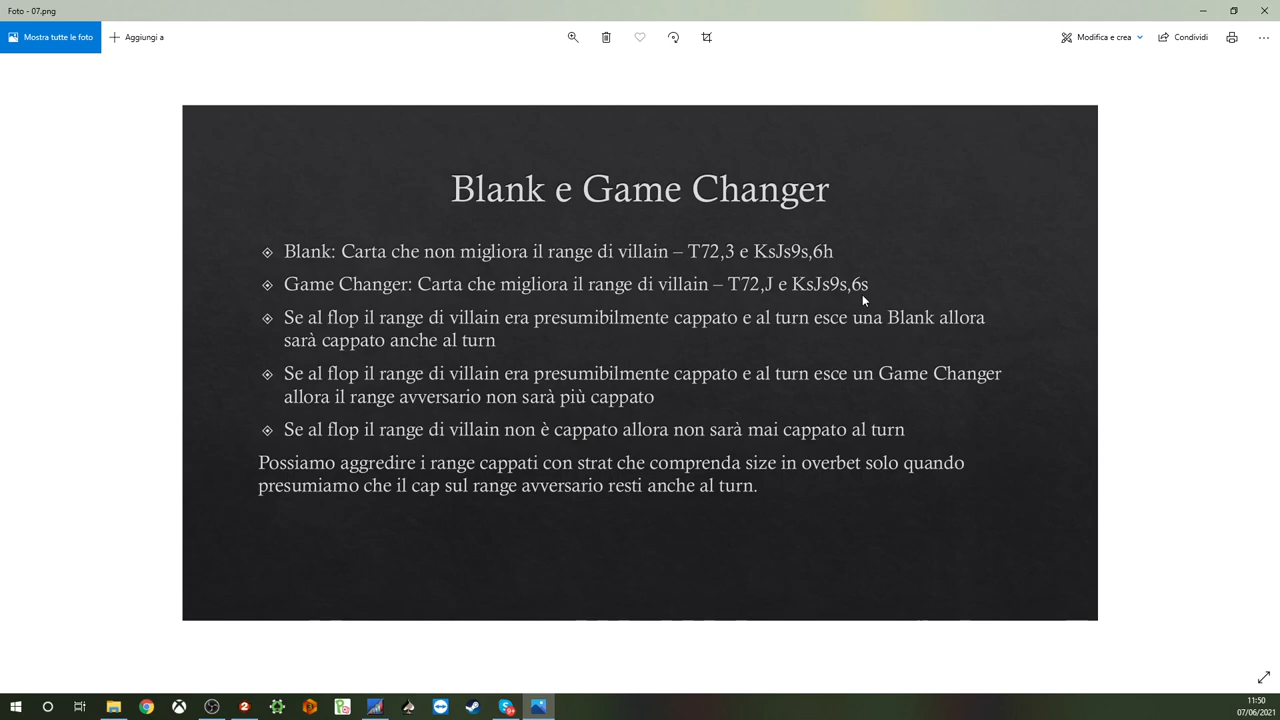 Foto - 07.png
Mostra tutte le foto
Aggiungi a
Modifica e crea
Condividi
Blank e Game Changer
Blank: Carta che non migliora il range di villain – T72,3 e KsJs9s,6h
Game Changer: Carta che migliora il range di villain – T72,J e KsJs9s,6s
Se al flop il range di villain era presumibilmente cappato e al turn esce una Blank allora
sarà cappato anche al turn
Se al flop il range di villain era presumibilmente cappato e al turn esce un Game Changer
allora il range avversario non sarà più cappato
Se al flop il range di villain non è cappato allora non sarà mai cappato al turn
Possiamo aggredire i range cappati con strat che comprenda size in overbet solo quando
presumiamo che il cap sul range avversario resti anche al turn.
11:50
07/06/2021